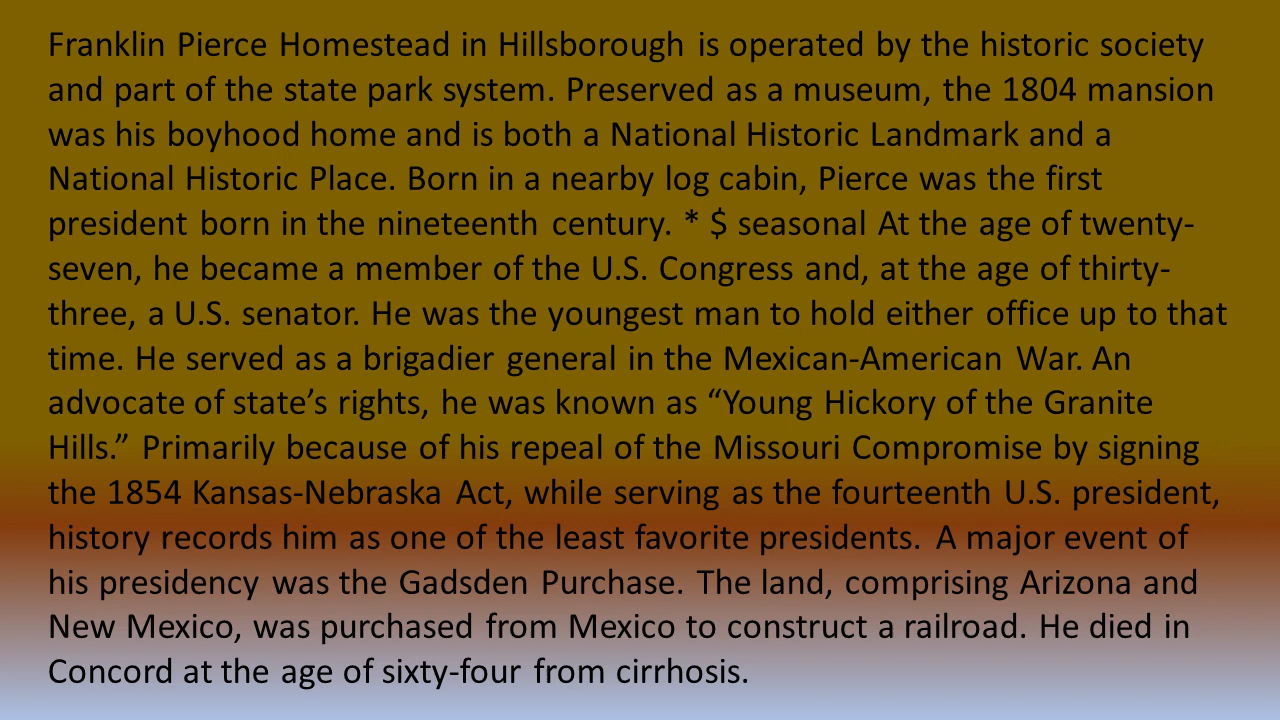 Franklin Pierce Homestead in Hillsborough is operated by the historic society
and part of the state park system. Preserved as a museum, the 1804 mansion
was his boyhood home and is both a National Historic Landmark and a
National Historic Place. Born in a nearby log cabin, Pierce was the first
president born in the nineteenth century. * $ seasonal At the age of twenty-
seven, he became a member of the U.S. Congress and, at the age of thirty-
three, a U.S. senator. He was the youngest man to hold either office up to that
time. He served as a brigadier general in the Mexican-American War. An
advocate of state’s rights, he was known as “Young Hickory of the Granite
Hills.” Primarily because of his repeal of the Missouri Compromise by signing
the 1854 Kansas-Nebraska Act, while serving as the fourteenth U.S. president,
history records him as one of the least favorite presidents. A major event of
his presidency was the Gadsden Purchase. The land, comprising Arizona and
New Mexico, was purchased from Mexico to construct a railroad. He died in
Concord at the age of sixty-four from cirrhosis.